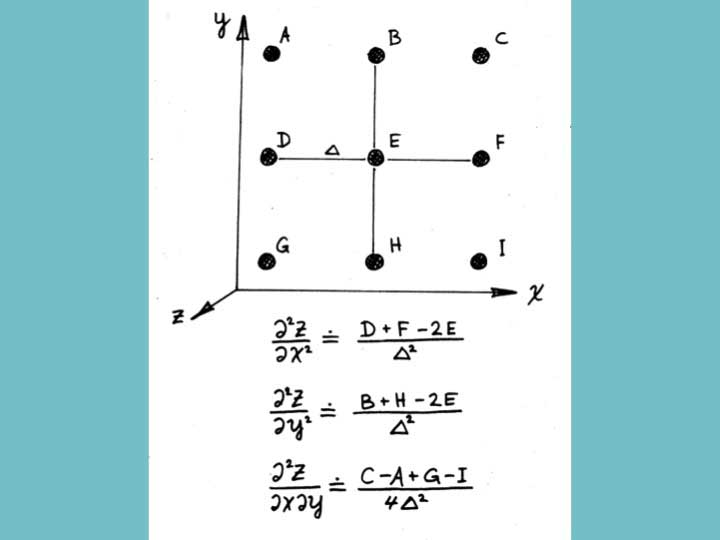 y
A B C
D Δ E F
G H I
z x
∂²Z/∂X² ≐ D + F - 2E / Δ²
∂²Z/∂y² ≐ B + H - 2E / Δ²
∂²Z/∂X∂y ≐ C - A + G - I / 4Δ²